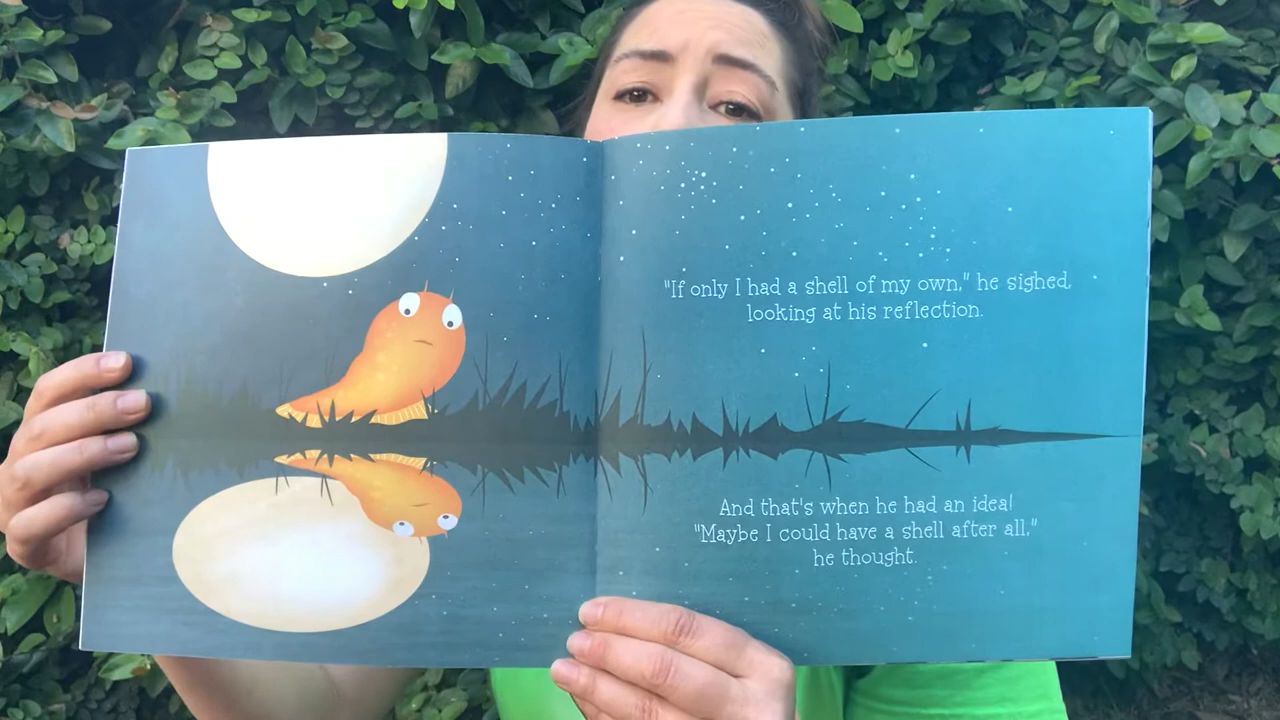 "If only I had a shell of my own," he sighed,
looking at his reflection.
And that's when he had an idea!
"Maybe I could have a shell after all,"
he thought.